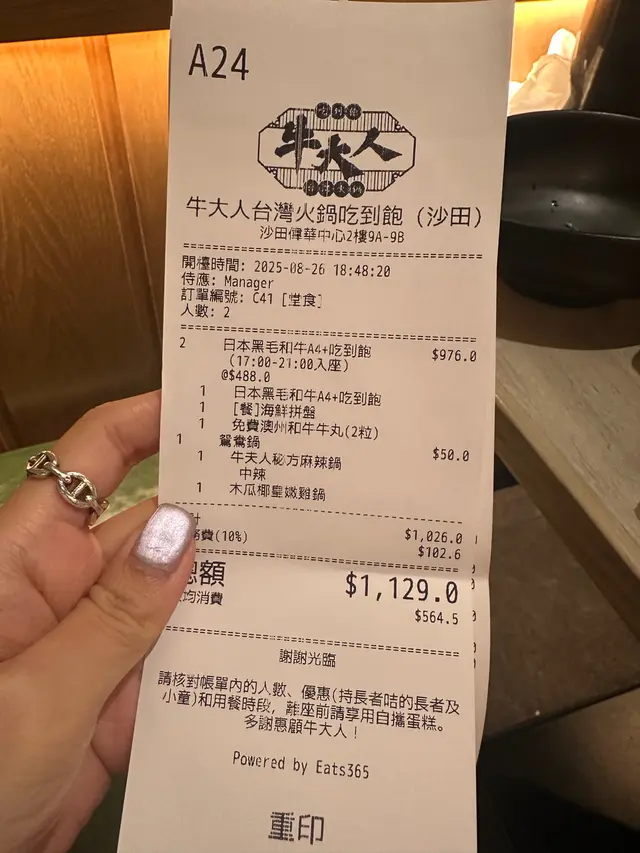 A24
吃到飽
牛大人
台灣火鍋
牛大人台灣火鍋吃到飽（沙田）
沙田偉華中心2樓9A-9B
開檯時間: 2025-08-26 18:48:20
侍應: Manager
訂單編號: C41 [堂食]
人數: 2
2 日本黑毛和牛A4+吃到飽 $976.0
(17:00-21:00入座)
@$488.0
1 日本黑毛和牛A4+吃到飽
1 [餐]海鮮拼盤
1 免費澳州和牛牛丸(2粒)
1 鴛鴦鍋 $50.0
1 牛夫人秘方麻辣鍋
中辣
1 木瓜椰皇嫩雞鍋
計 $1,026.0
務費(10%) $102.6
總額 $1,129.0
均消費 $564.5
謝謝光臨
請核對帳單內的人數、優惠(持長者咭的長者及
小童)和用餐時段, 離座前請享用自攜蛋糕。
多謝惠顧牛大人！
Powered by Eats365
重印